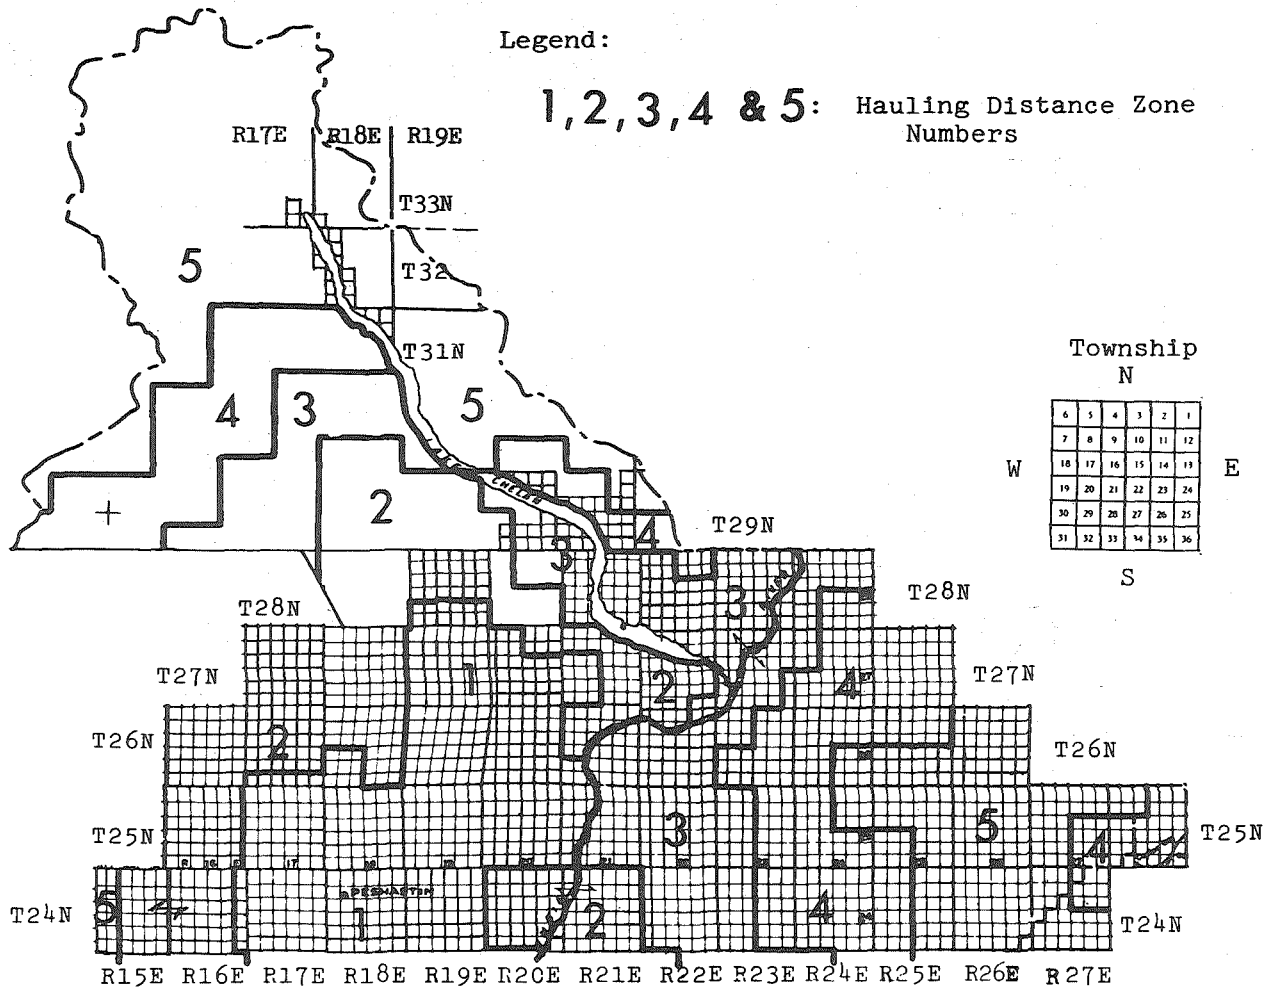 Legend:
1,2,3,4 & 5: Hauling Distance Zone
Numbers
R17E R18E R19E
T33N
5
T32
T31N
Township
N
6 5 4 3 2 1
7 8 9 10 11 12
W 18 17 16 15 14 13 E
19 20 21 22 23 24
30 29 28 27 26 25
31 32 33 34 35 36
S
4 3 5
LAKE
CHELAN
2
4
T29N
3
T28N
3
T28N
T27N
1
2
4
T27N
T26N
2
T26N
T25N
3
5
4
T25N
16 17
PESHASTIN
T24N
5
1
2
4
T24N
R15E R16E R17E R18E R19E R20E R21E R22E R23E R24E R25E R26E R27E